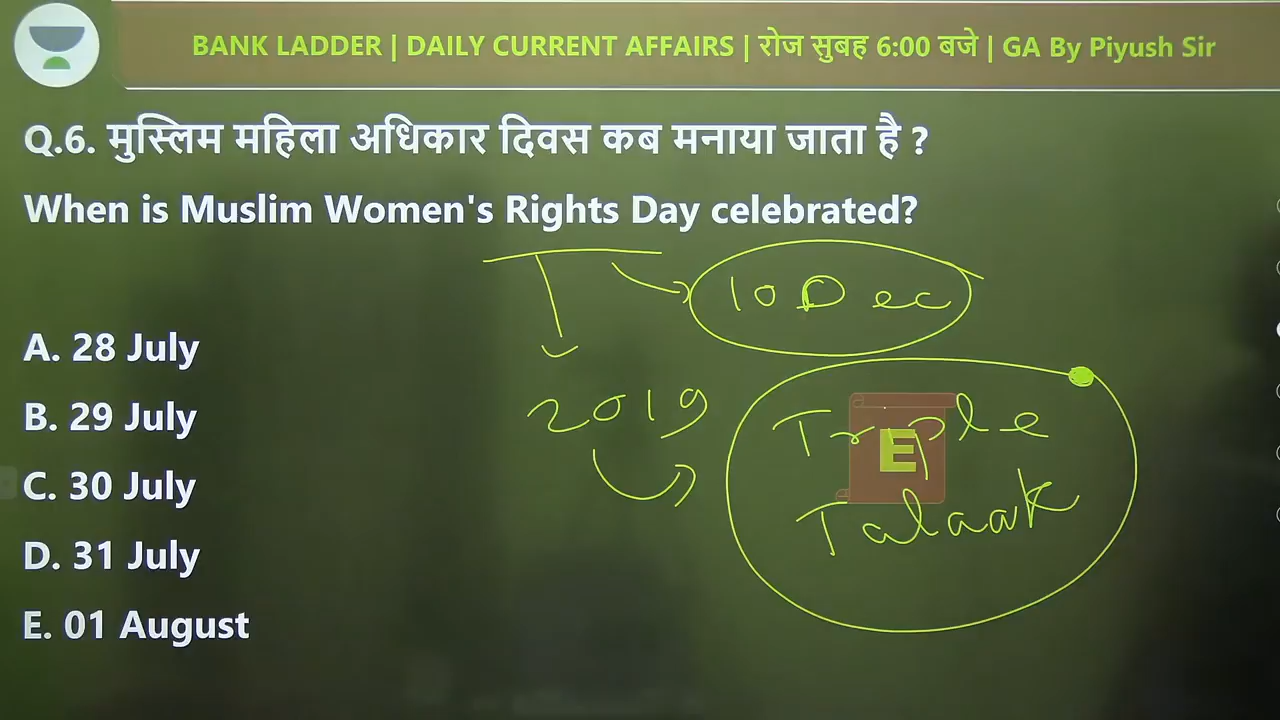 BANK LADDER | DAILY CURRENT AFFAIRS | रोज सुबह 6:00 बजे | GA By Piyush Sir
Q.6. मुस्लिम महिला अधिकार दिवस कब मनाया जाता है ?
When is Muslim Women's Rights Day celebrated?
10 Dec
A. 28 July
2019
Triple
B. 29 July
E
C. 30 July
Talaak
D. 31 July
E. 01 August